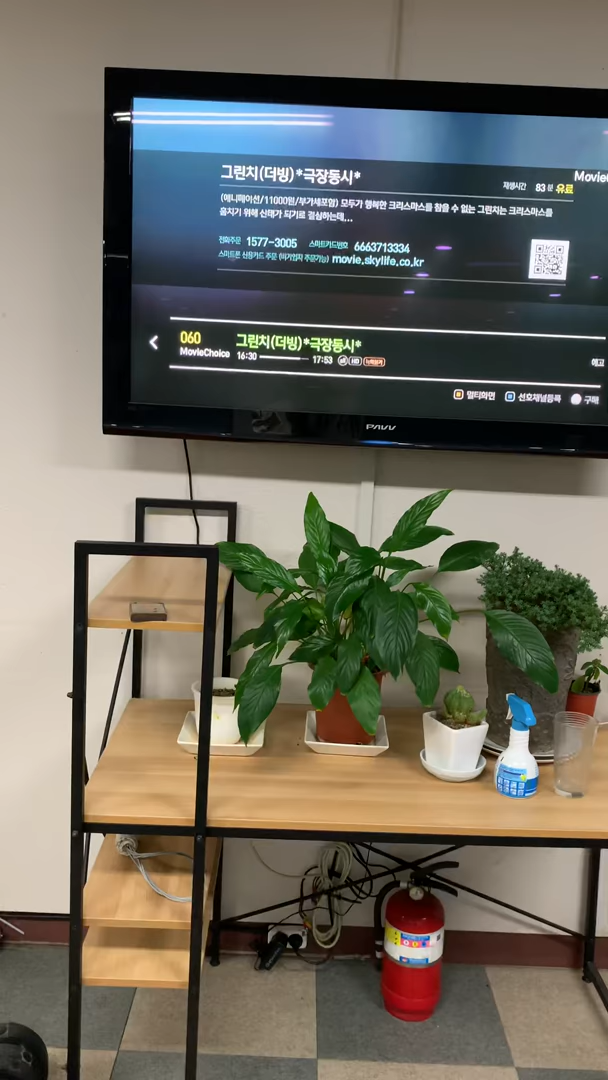 MovieC
그린치(더빙)*극장동시*
재생시간 83 분 유료
(애니메이션/11000원/부가세포함) 모두가 행복한 크리스마스를 참을 수 없는 그린치는 크리스마스를
훔치기 위해 산타가 되기로 결심하는데...
전화주문 1577-3005 스마트카드번호 6663713334
스마트폰 신용카드 주문 (비가입자 주문가능) movie.skylife.co.kr
060 그린치(더빙)*극장동시*
MovieChoice 16:30 17:53 all HD
예고
멀티화면 선호채널등록 구매
PAVV